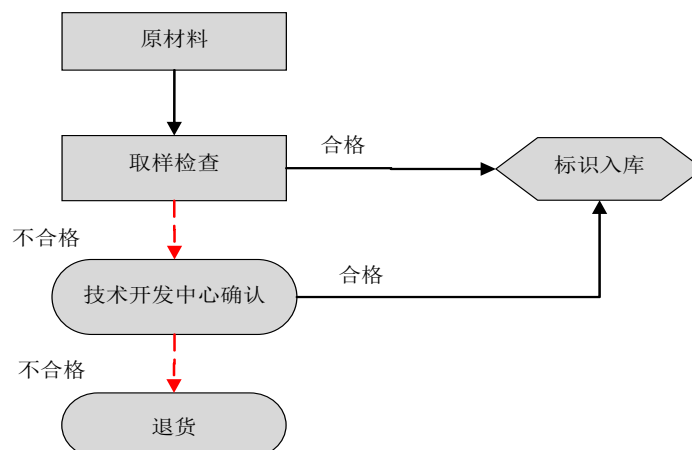 原材料
取样检查
合格
标识入库
不合格
技术开发中心确认
合格
不合格
退货